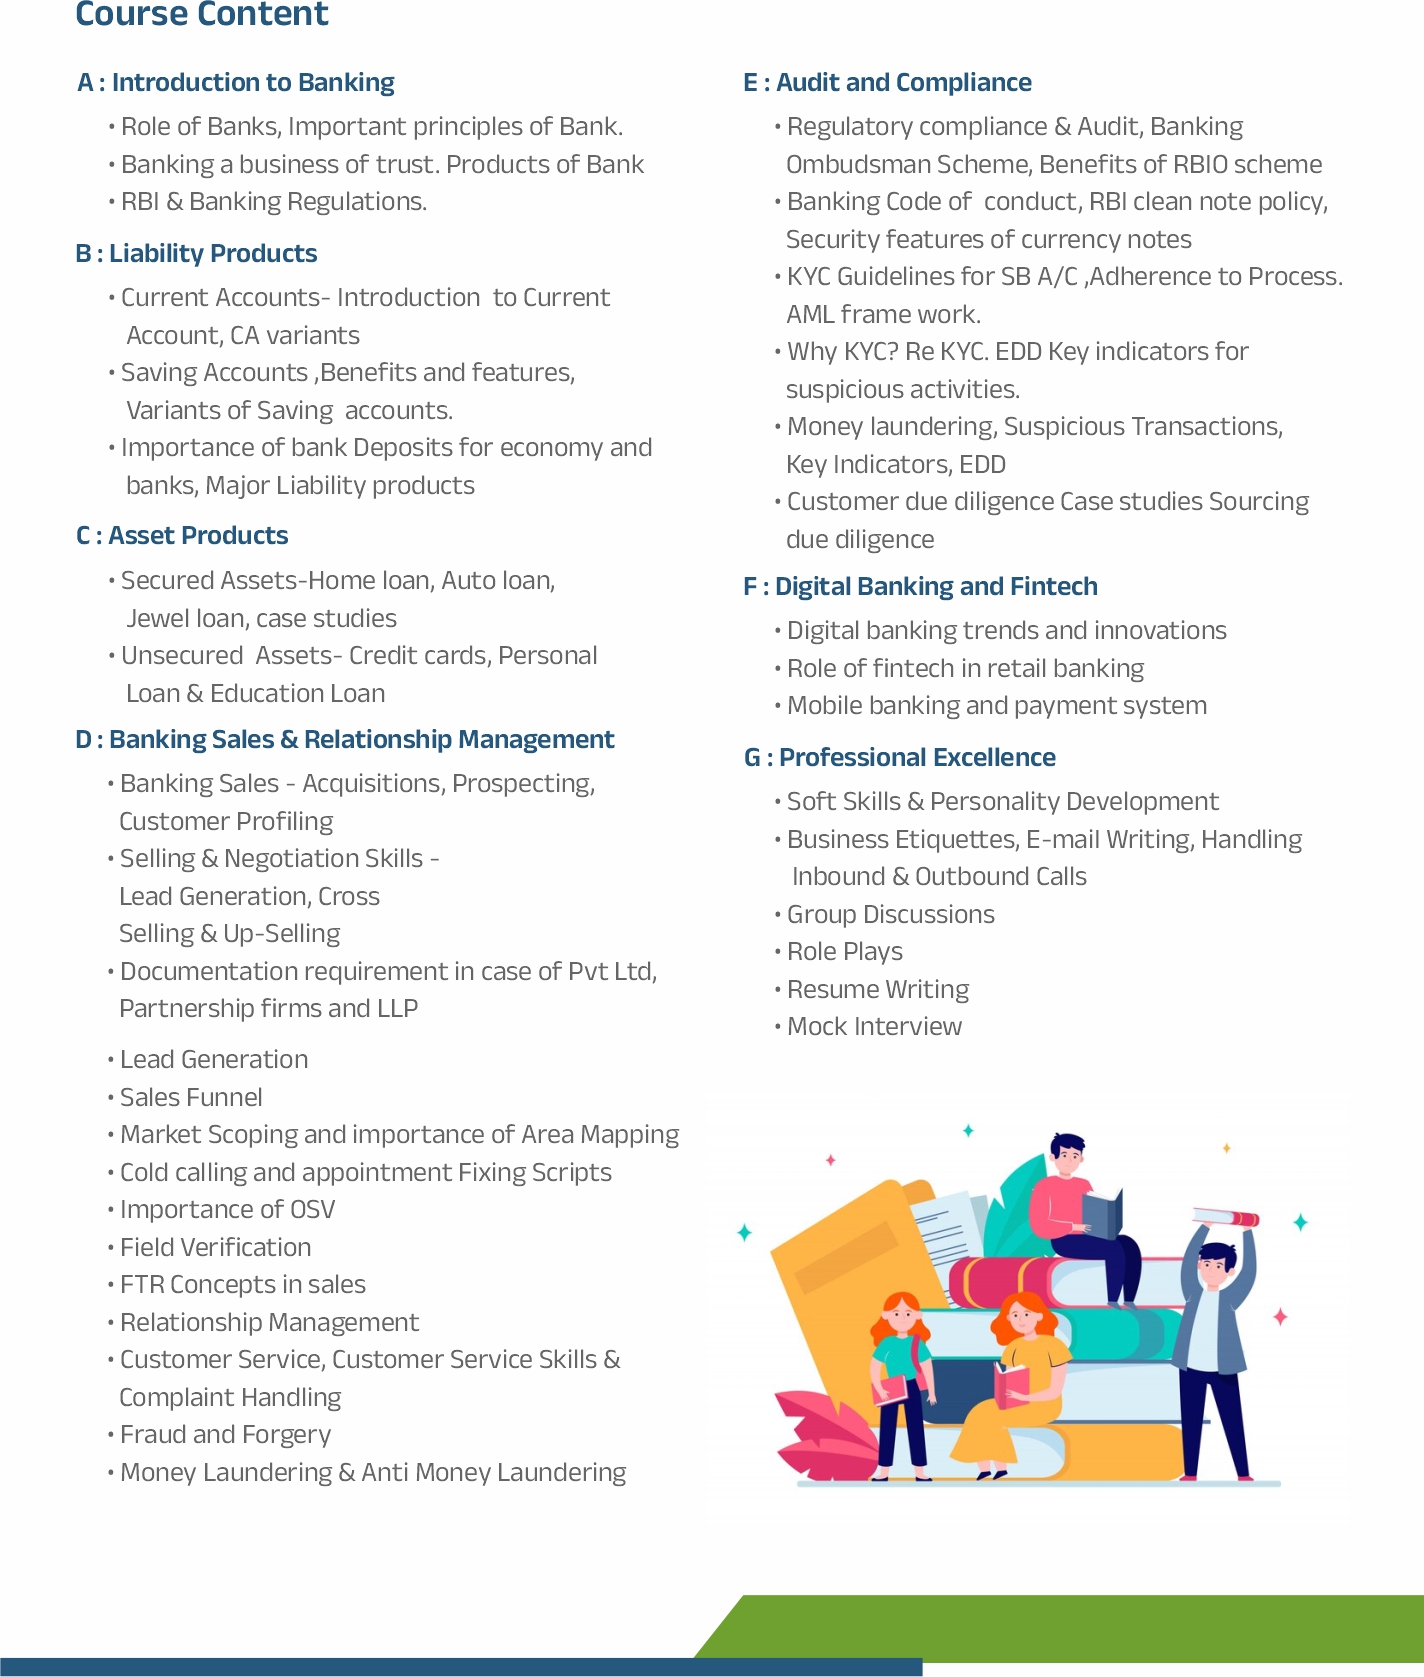 Course Content
A : Introduction to Banking
• Role of Banks, Important principles of Bank.
• Banking a business of trust. Products of Bank
• RBI & Banking Regulations.
B : Liability Products
• Current Accounts- Introduction to Current
Account, CA variants
• Saving Accounts ,Benefits and features,
Variants of Saving accounts.
• Importance of bank Deposits for economy and
banks, Major Liability products
C : Asset Products
• Secured Assets-Home loan, Auto loan,
Jewel loan, case studies
• Unsecured Assets- Credit cards, Personal
Loan & Education Loan
D : Banking Sales & Relationship Management
• Banking Sales - Acquisitions, Prospecting,
Customer Profiling
• Selling & Negotiation Skills -
Lead Generation, Cross
Selling & Up-Selling
• Documentation requirement in case of Pvt Ltd,
Partnership firms and LLP
• Lead Generation
• Sales Funnel
• Market Scoping and importance of Area Mapping
• Cold calling and appointment Fixing Scripts
• Importance of OSV
• Field Verification
• FTR Concepts in sales
• Relationship Management
• Customer Service, Customer Service Skills &
Complaint Handling
• Fraud and Forgery
• Money Laundering & Anti Money Laundering
E : Audit and Compliance
• Regulatory compliance & Audit, Banking
Ombudsman Scheme, Benefits of RBIO scheme
• Banking Code of conduct, RBI clean note policy,
Security features of currency notes
• KYC Guidelines for SB A/C ,Adherence to Process.
AML frame work.
• Why KYC? Re KYC. EDD Key indicators for
suspicious activities.
• Money laundering, Suspicious Transactions,
Key Indicators, EDD
• Customer due diligence Case studies Sourcing
due diligence
F : Digital Banking and Fintech
• Digital banking trends and innovations
• Role of fintech in retail banking
• Mobile banking and payment system
G : Professional Excellence
• Soft Skills & Personality Development
• Business Etiquettes, E-mail Writing, Handling
Inbound & Outbound Calls
• Group Discussions
• Role Plays
• Resume Writing
• Mock Interview